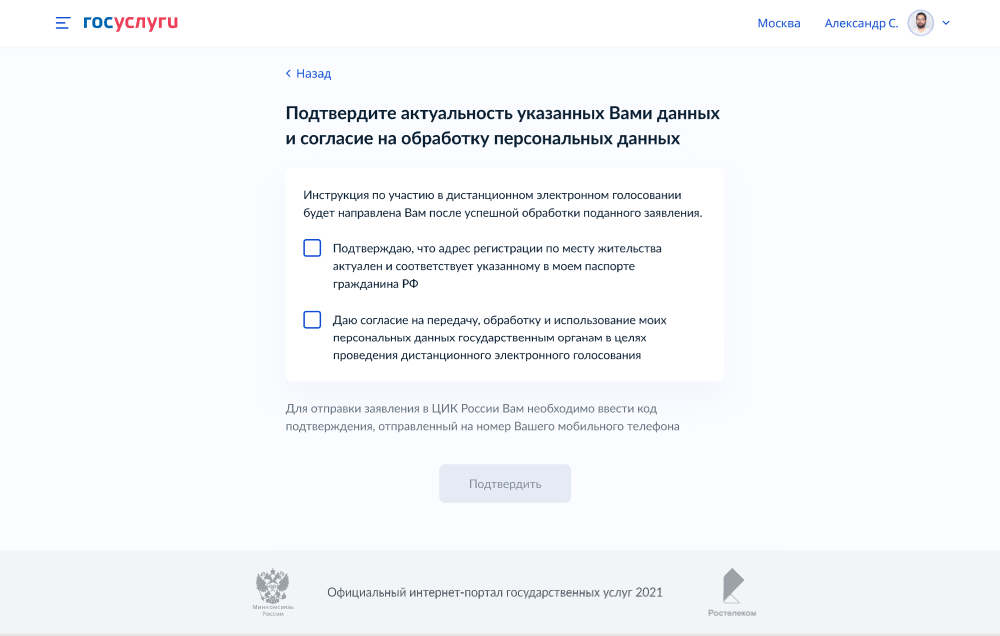 госуслуги
Москва
Александр С.
Назад
Подтвердите актуальность указанных Вами данных
и согласие на обработку персональных данных
Инструкция по участию в дистанционном электронном голосовании
будет направлена Вам после успешной обработки поданного заявления.
Подтверждаю, что адрес регистрации по месту жительства
актуален и соответствует указанному в моем паспорте
гражданина РФ
Даю согласие на передачу, обработку и использование моих
персональных данных государственным органам в целях
проведения дистанционного электронного голосования
Для отправки заявления в ЦИК России Вам необходимо ввести код
подтверждения, отправленный на номер Вашего мобильного телефона
Подтвердить
Минкомсвязь
России
Официальный интернет-портал государственных услуг 2021
Ростелеком